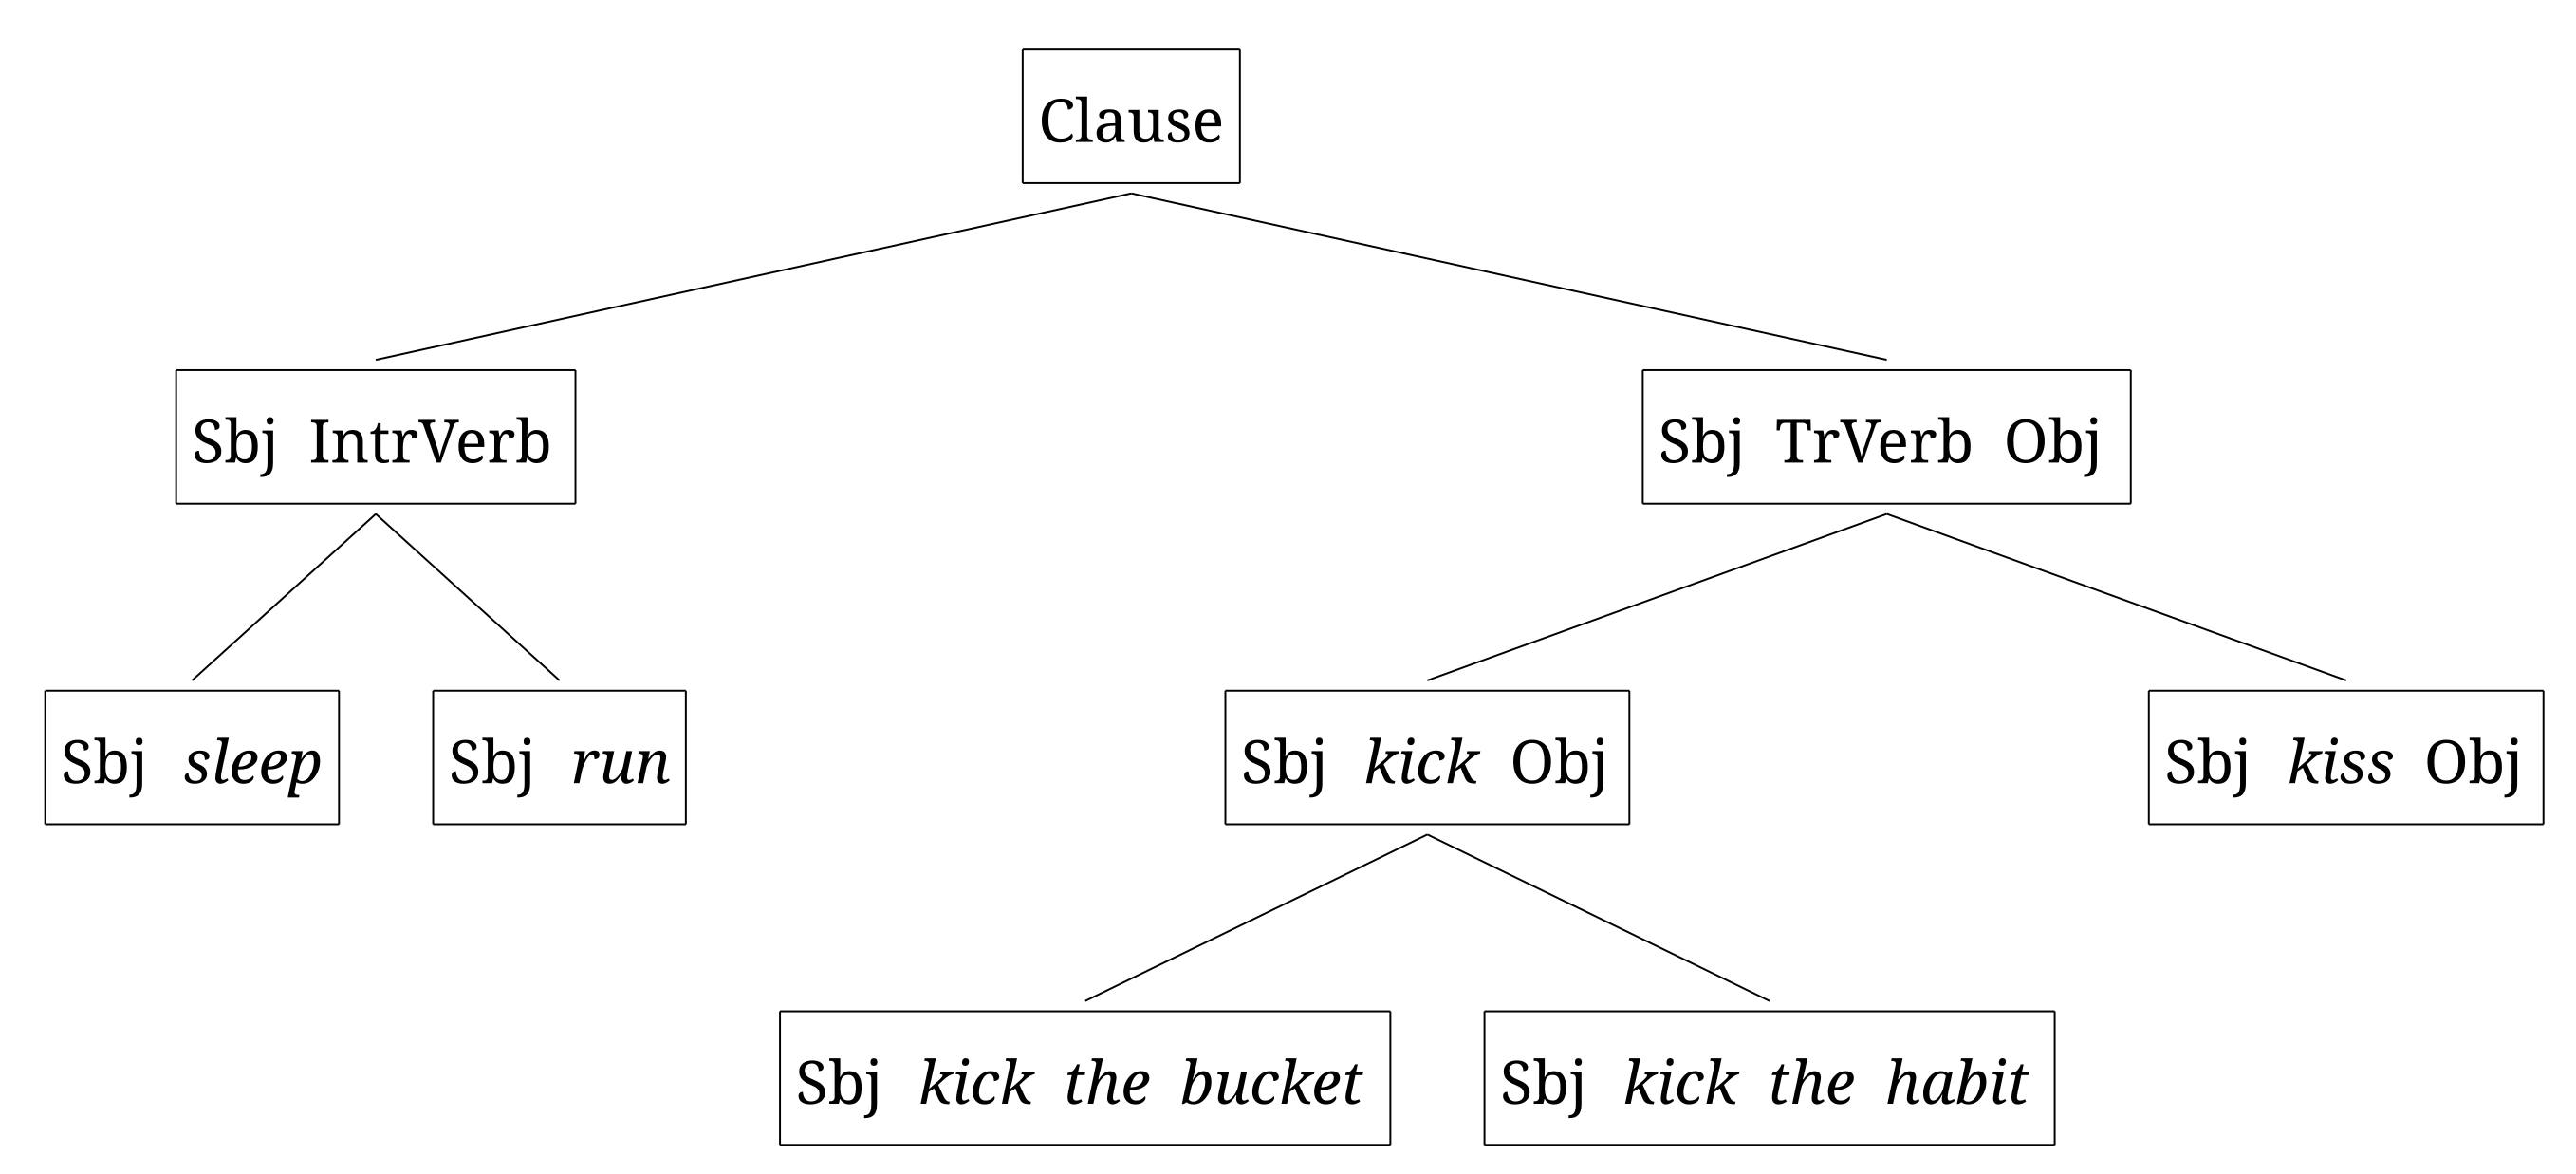 Clause
Sbj IntrVerb
Sbj TrVerb Obj
Sbj sleep
Sbj run
Sbj kick Obj
Sbj kiss Obj
Sbj kick the bucket
Sbj kick the habit